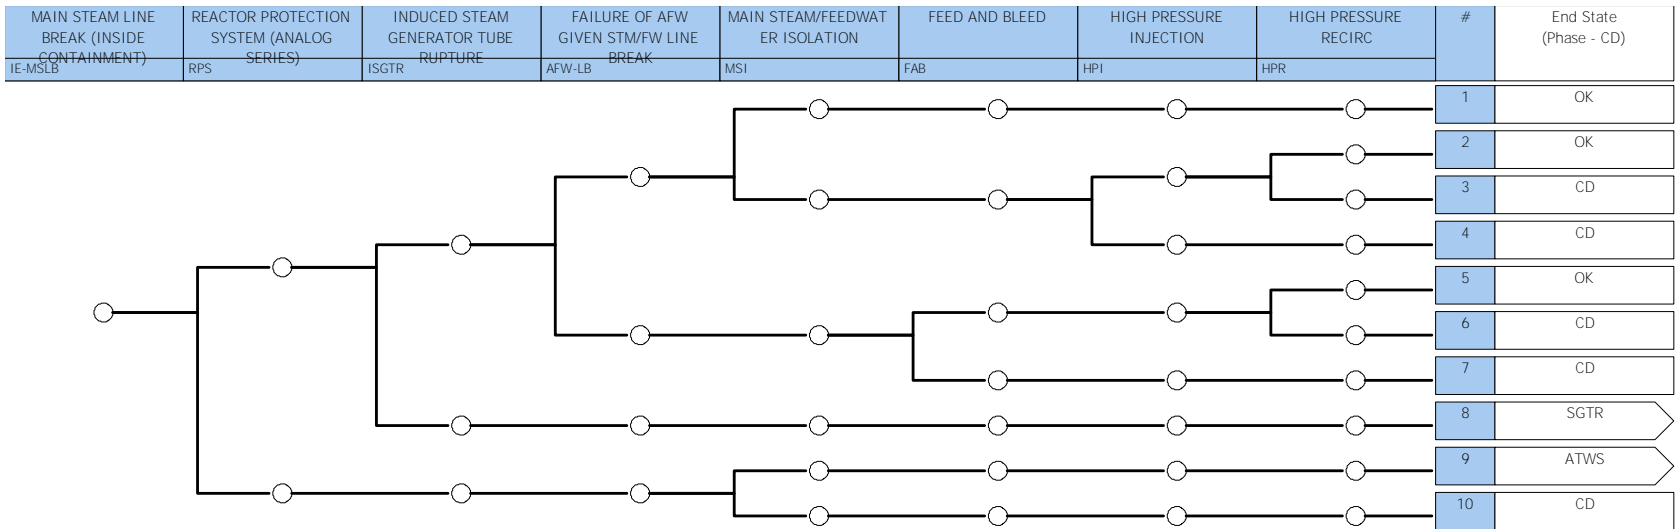 MAIN STEAM LINE
BREAK (INSIDE
CONTAINMENT)
IE-MSLB
REACTOR PROTECTION
SYSTEM (ANALOG
SERIES)
RPS
INDUCED STEAM
GENERATOR TUBE
RUPTURE
ISGTR
FAILURE OF AFW
GIVEN STM/FW LINE
BREAK
AFW-LB
MAIN STEAM/FEEDWAT
ER ISOLATION
MSI
FEED AND BLEED
FAB
HIGH PRESSURE
INJECTION
HPI
HIGH PRESSURE
RECIRC
HPR
#
End State
(Phase - CD)
1 OK
2 OK
3 CD
4 CD
5 OK
6 CD
7 CD
8 SGTR
9 ATWS
10 CD